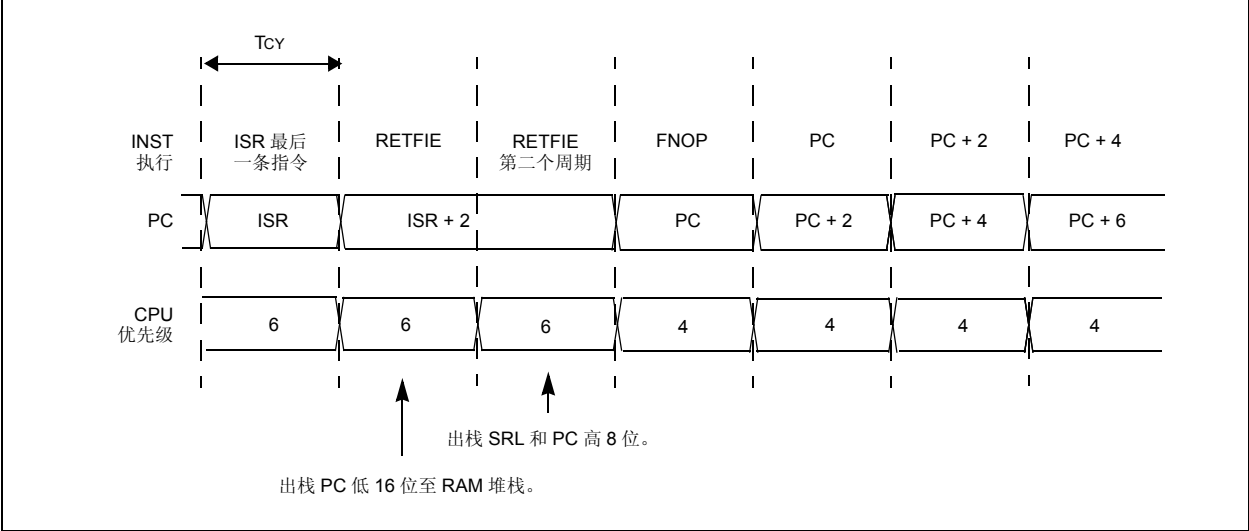 TCY
INST
执行
ISR 最后
一条指令
RETFIE
RETFIE
第二个周期
FNOP
PC
PC + 2
PC + 4
PC
ISR
ISR + 2
PC
PC + 2
PC + 4
PC + 6
CPU
优先级
6
6
6
4
4
4
4
出栈 SRL 和 PC 高 8 位。
出栈 PC 低 16 位至 RAM 堆栈。